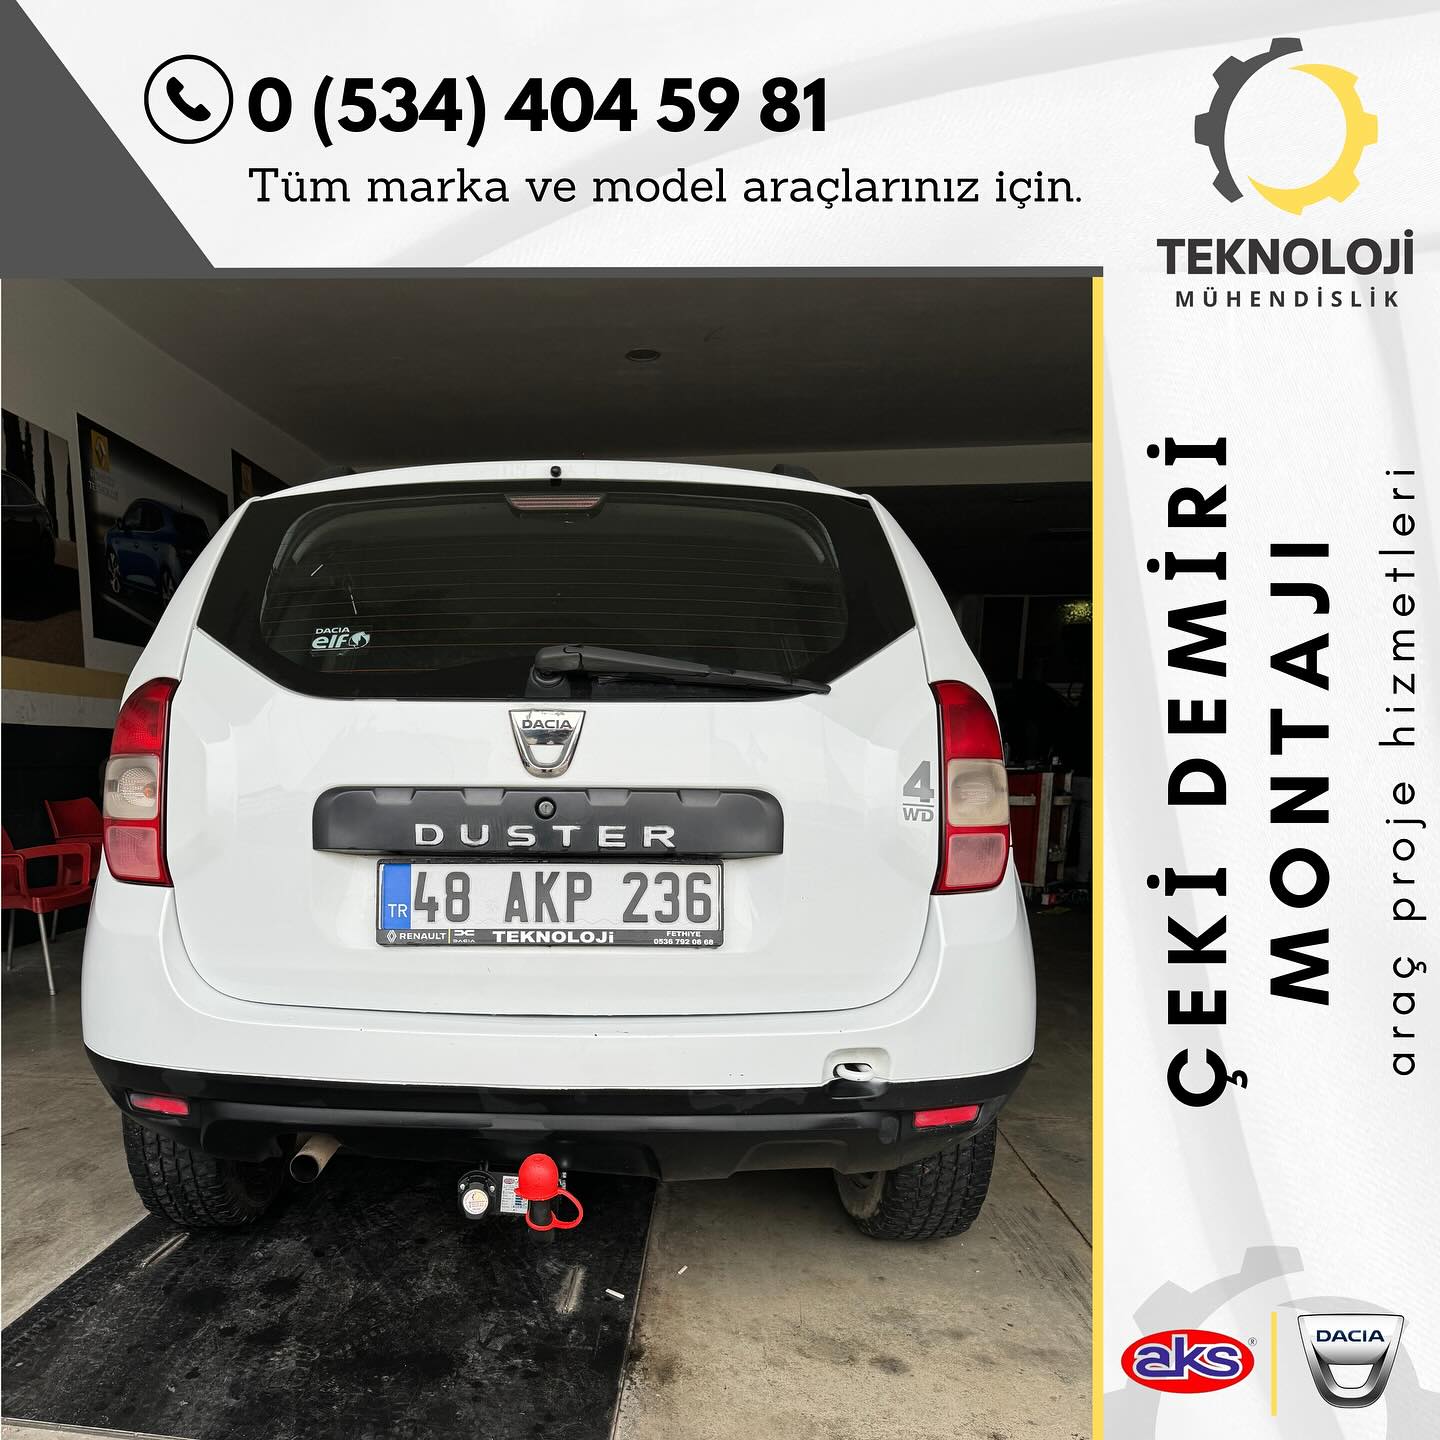 0 (534) 404 59 81
Tüm marka ve model araçlarınız için.
TEKNOLOJİ
MÜHENDİSLİK
ÇEKİ DEMİRİ
MONTAJI
araç proje hizmetleri
DACIA
elf
DACIA
4
WD
DUSTER
TR
48 AKP 236
RENAULT
DACIA
TEKNOLOJi
FETHİYE
0536 792 08 68
aks®
DACIA